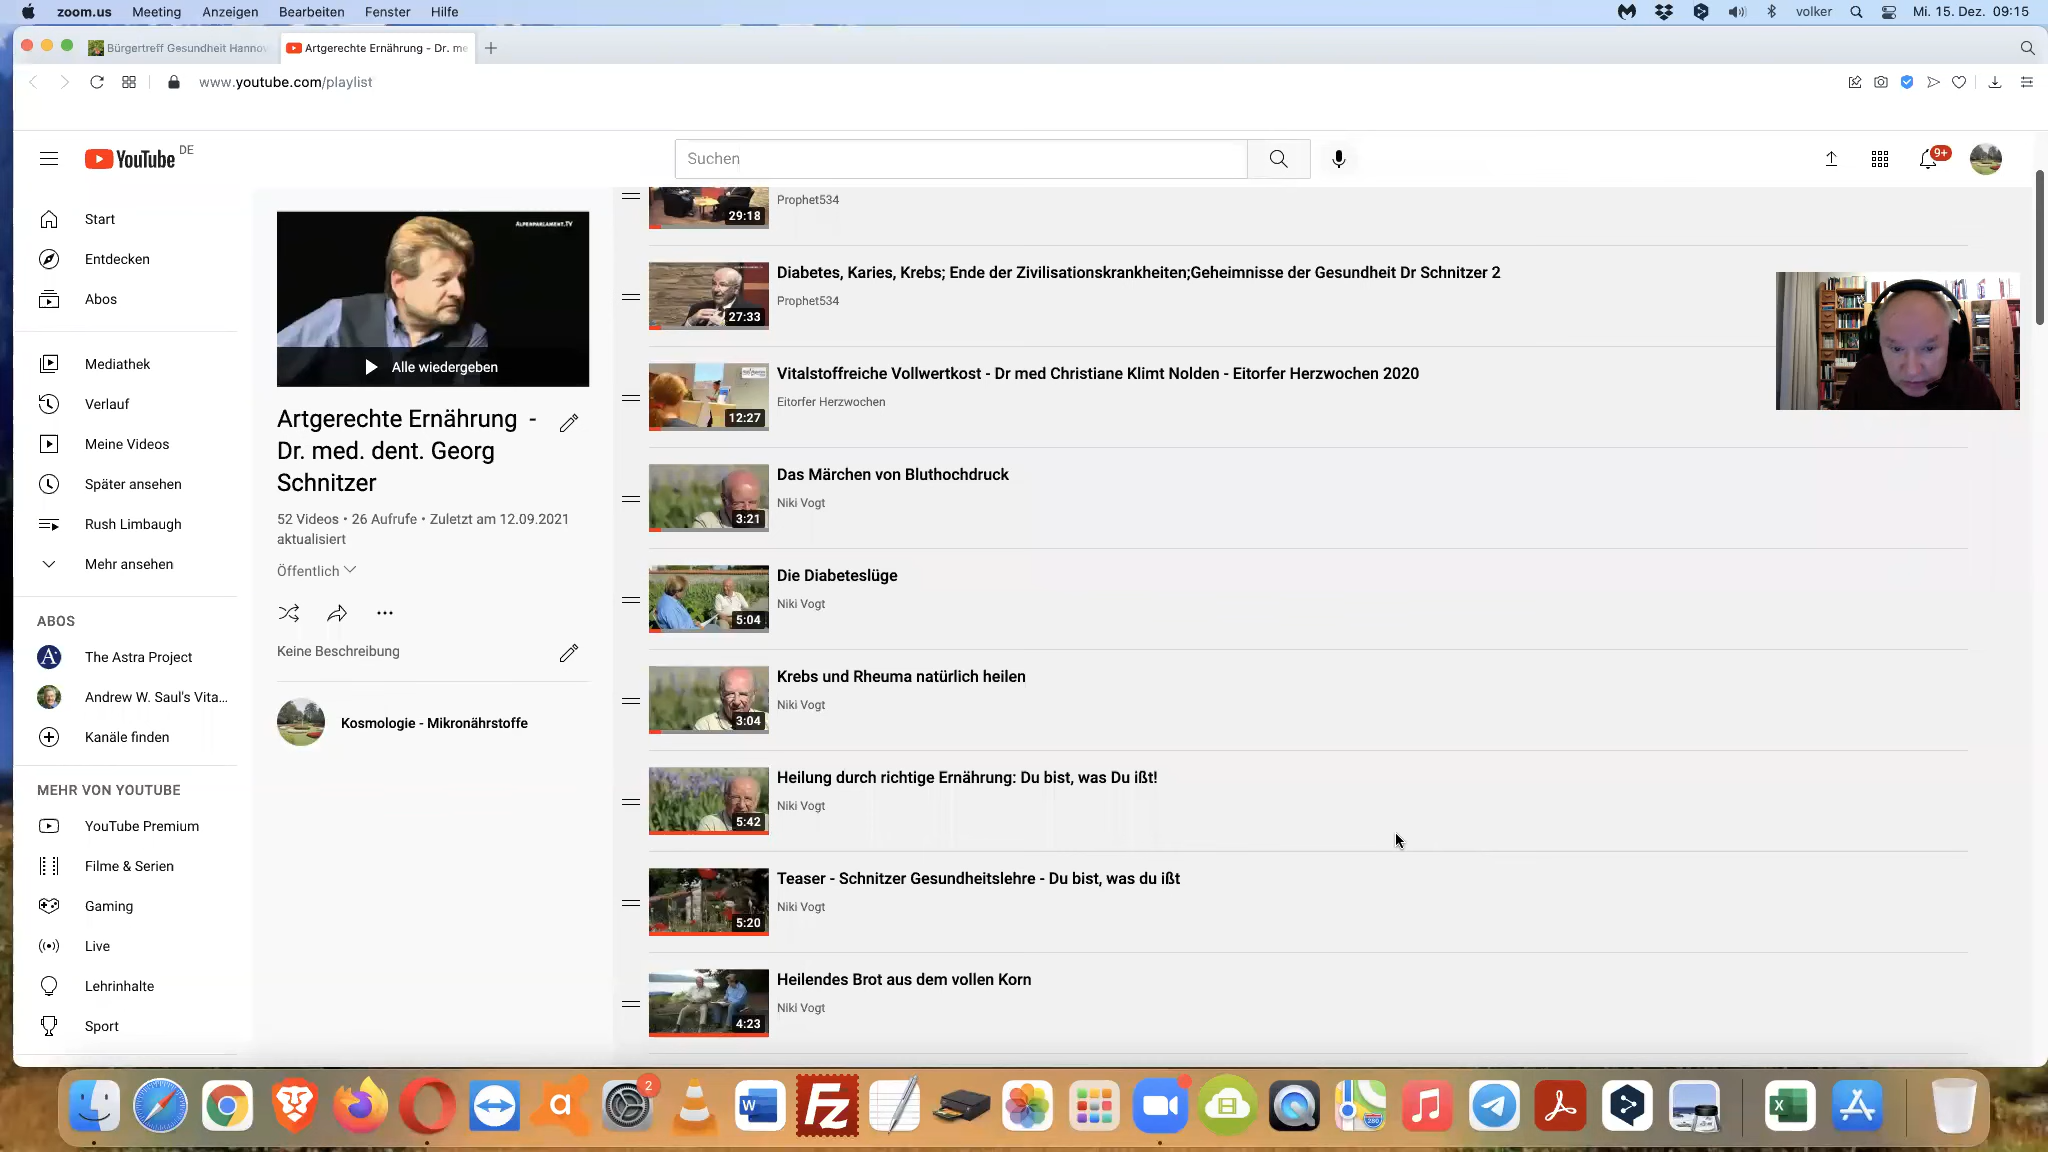 zoom.us Meeting Anzeigen Bearbeiten Fenster Hilfe
volker Mi. 15. Dez. 09:15
Bürgertreff Gesundheit Hannov
Artgerechte Ernährung - Dr. me
www.youtube.com/playlist
YouTube DE
Suchen
9+
Start
Entdecken
Abos
Mediathek
Verlauf
Meine Videos
Später ansehen
Rush Limbaugh
Mehr ansehen
ABOS
The Astra Project
Andrew W. Saul's Vita...
Kanäle finden
MEHR VON YOUTUBE
YouTube Premium
Filme & Serien
Gaming
Live
Lehrinhalte
Sport
ALPENPARLAMENT.TV
Alle wiedergeben
Artgerechte Ernährung -
Dr. med. dent. Georg
Schnitzer
52 Videos • 26 Aufrufe • Zuletzt am 12.09.2021
aktualisiert
Öffentlich
Keine Beschreibung
Kosmologie - Mikronährstoffe
29:18
Prophet534
Diabetes, Karies, Krebs; Ende der Zivilisationskrankheiten;Geheimnisse der Gesundheit Dr Schnitzer 2
Prophet534
27:33
Vitalstoffreiche Vollwertkost - Dr med Christiane Klimt Nolden - Eitorfer Herzwochen 2020
Eitorfer Herzwochen
12:27
Das Märchen von Bluthochdruck
Niki Vogt
3:21
Die Diabeteslüge
Niki Vogt
5:04
Krebs und Rheuma natürlich heilen
Niki Vogt
3:04
Heilung durch richtige Ernährung: Du bist, was Du ißt!
Niki Vogt
5:42
Teaser - Schnitzer Gesundheitslehre - Du bist, was du ißt
Niki Vogt
5:20
Heilendes Brot aus dem vollen Korn
Niki Vogt
4:23
2
a
W
FZ
280
X